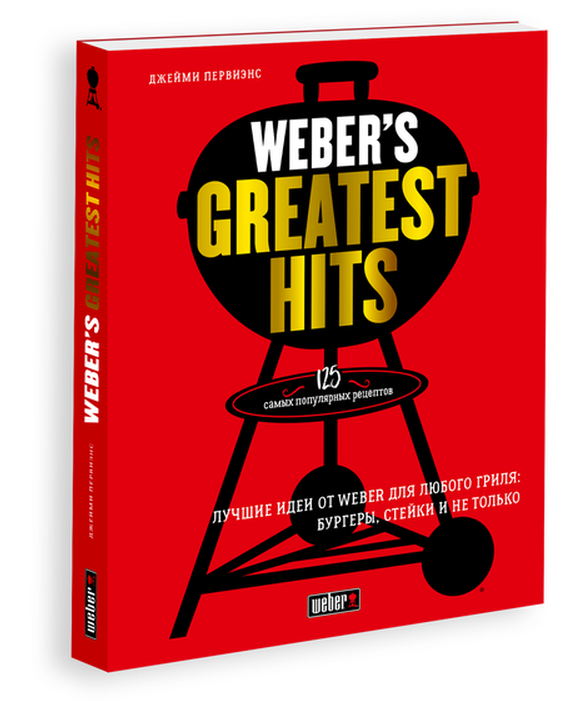 ДЖЕЙМИ ПЕРВИЭНС
WEBER'S
GREATEST
HITS
125
самых популярных рецептов
ЛУЧШИЕ ИДЕИ ОТ WEBER ДЛЯ ЛЮБОГО ГРИЛЯ:
БУРГЕРЫ, СТЕЙКИ И НЕ ТОЛЬКО
weber
WEBER'S GREATEST HITS
ДЖЕЙМИ ПЕРВИЭНС
weber